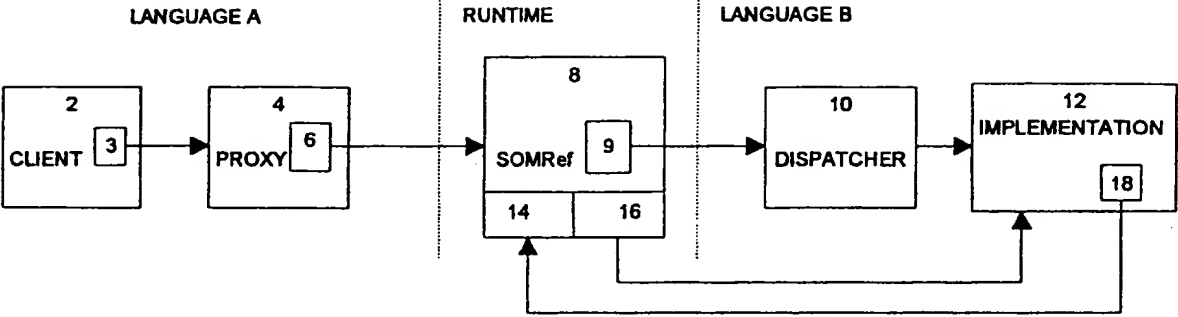 LANGUAGE A
RUNTIME
LANGUAGE B
2
CLIENT
3
4
PROXY
6
8
SOMRef
9
14
16
10
DISPATCHER
12
IMPLEMENTATION
18